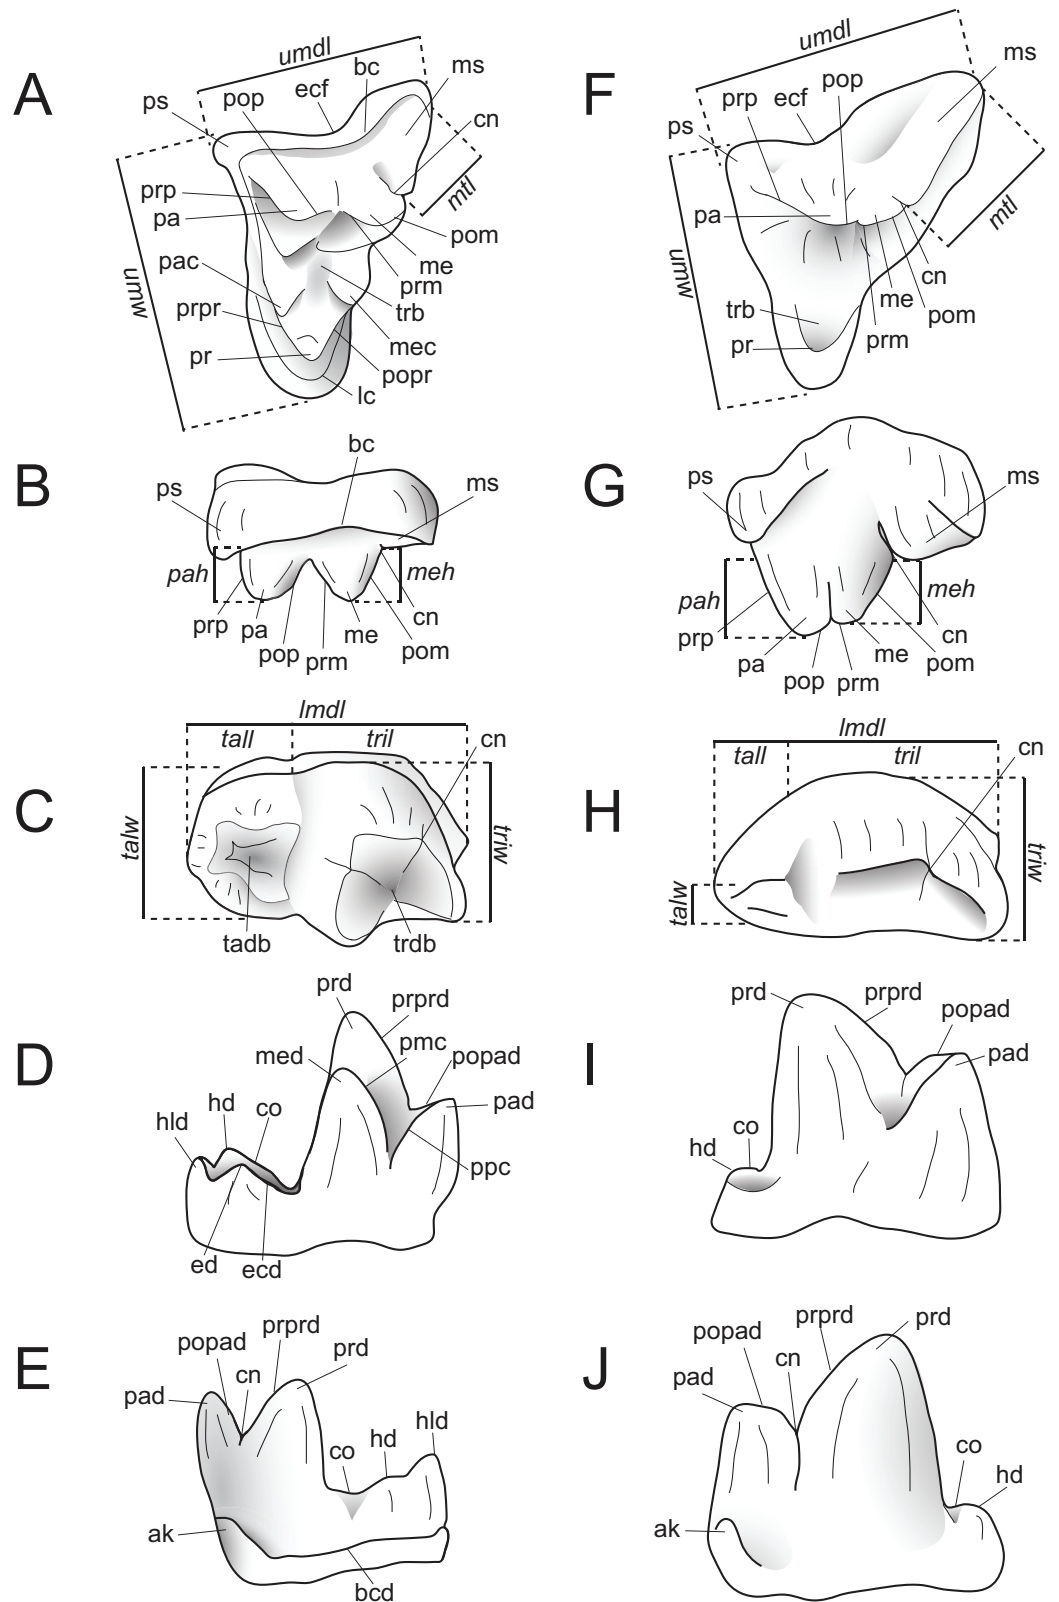 A
umdl
ps
pop
ecf
bc
ms
cn
prp
pa
mtl
pom
umw
pac
me
prm
prpr
trb
mec
pr
popr
lc
F
umdl
prp
ecf
pop
ms
ps
pa
mtl
umw
cn
me
trb
pom
pr
prm
B
bc
ps
ms
pah
meh
prp
pa
pop
prm
me
cn
pom
G
ps
ms
pah
meh
prp
pa
pop
prm
me
cn
pom
C
lmdl
tall
tril
cn
talw
triw
tadb
trdb
H
lmdl
tall
tril
cn
talw
triw
D
prd
prprd
med
pmc
popad
pad
hld
hd
co
ppc
ed
ecd
I
prd
prprd
popad
pad
co
hd
E
prprd
popad
prd
pad
cn
hld
hd
co
ak
bcd
J
prprd
prd
popad
cn
pad
co
hd
ak